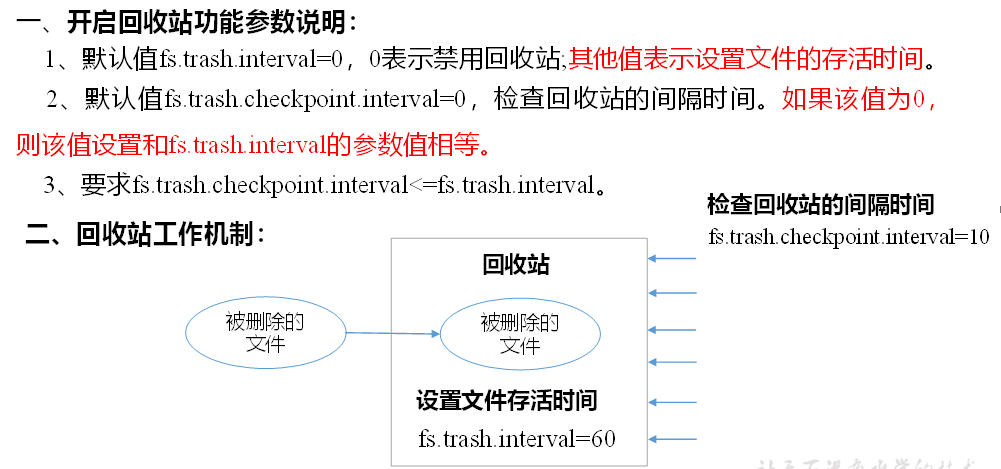 一、开启回收站功能参数说明：
1、默认值fs.trash.interval=0，0表示禁用回收站;其他值表示设置文件的存活时间。
2、默认值fs.trash.checkpoint.interval=0，检查回收站的间隔时间。如果该值为0，
则该值设置和fs.trash.interval的参数值相等。
3、要求fs.trash.checkpoint.interval<=fs.trash.interval。
二、回收站工作机制：
检查回收站的间隔时间
fs.trash.checkpoint.interval=10
回收站
被删除的
文件
被删除的
文件
设置文件存活时间
fs.trash.interval=60